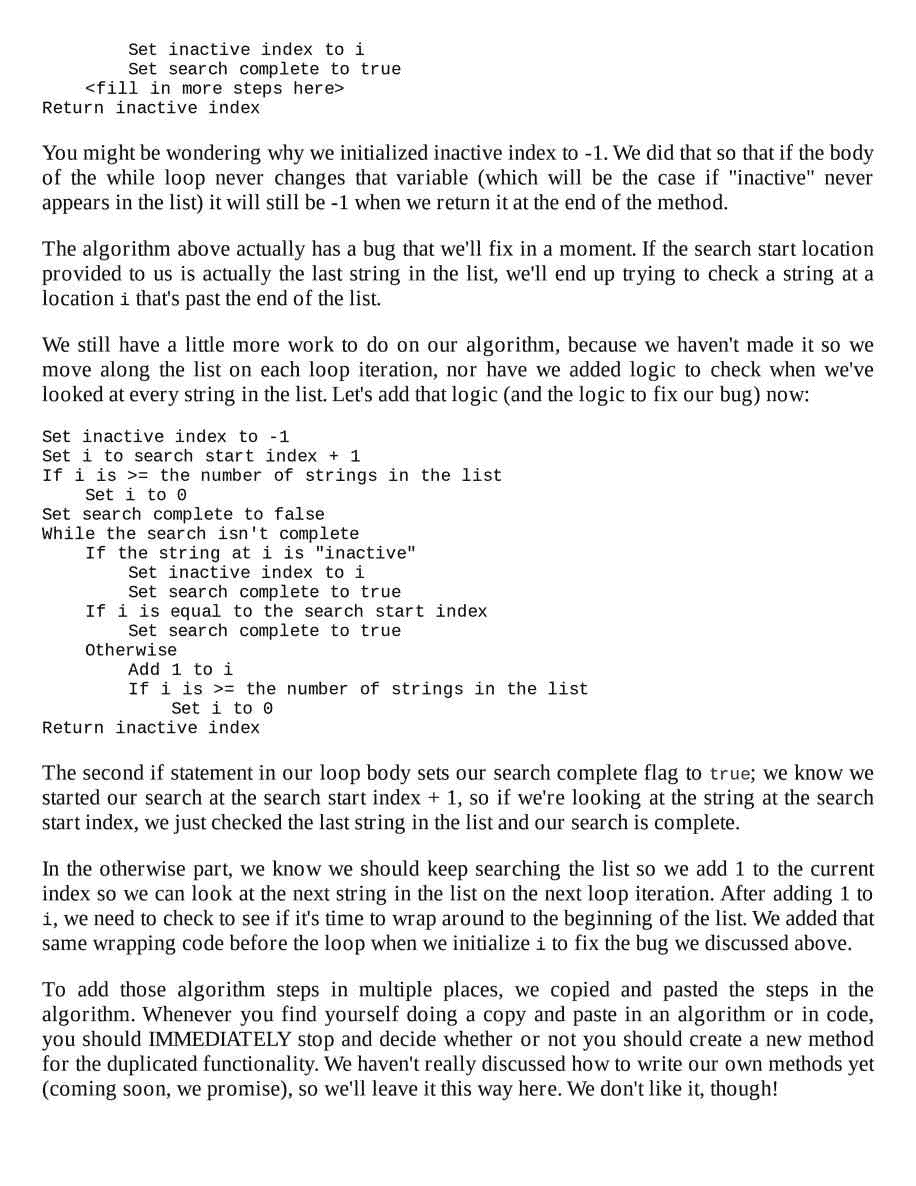 Set inactive index to i
Set search complete to true
<fill in more steps here>
Return inactive index
You might be wondering why we initialized inactive index to -1. We did that so that if the body
of the while loop never changes that variable (which will be the case if "inactive" never
appears in the list) it will still be -1 when we return it at the end of the method.
The algorithm above actually has a bug that we'll fix in a moment. If the search start location
provided to us is actually the last string in the list, we'll end up trying to check a string at a
location i that's past the end of the list.
We still have a little more work to do on our algorithm, because we haven't made it so we
move along the list on each loop iteration, nor have we added logic to check when we've
looked at every string in the list. Let's add that logic (and the logic to fix our bug) now:
Set inactive index to -1
Set i to search start index + 1
If i is >= the number of strings in the list
Set i to 0
Set search complete to false
While the search isn't complete
If the string at i is "inactive"
Set inactive index to i
Set search complete to true
If i is equal to the search start index
Set search complete to true
Otherwise
Add 1 to i
If i is >= the number of strings in the list
Set i to 0
Return inactive index
The second if statement in our loop body sets our search complete flag to true; we know we
started our search at the search start index + 1, so if we're looking at the string at the search
start index, we just checked the last string in the list and our search is complete.
In the otherwise part, we know we should keep searching the list so we add 1 to the current
index so we can look at the next string in the list on the next loop iteration. After adding 1 to
i, we need to check to see if it's time to wrap around to the beginning of the list. We added that
same wrapping code before the loop when we initialize i to fix the bug we discussed above.
To add those algorithm steps in multiple places, we copied and pasted the steps in the
algorithm. Whenever you find yourself doing a copy and paste in an algorithm or in code,
you should IMMEDIATELY stop and decide whether or not you should create a new method
for the duplicated functionality. We haven't really discussed how to write our own methods yet
(coming soon, we promise), so we'll leave it this way here. We don't like it, though!